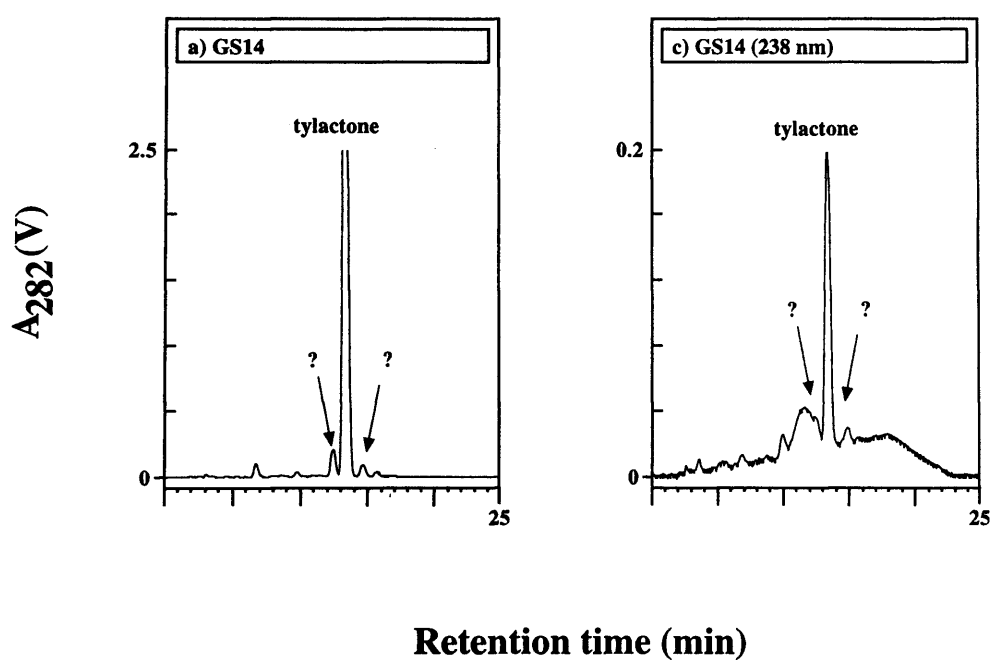 a) GS14
c) GS14 (238 nm)
tylactone
tylactone
2.5
0.2
A282 (V)
?
?
?
?
0
0
25
25
Retention time (min)